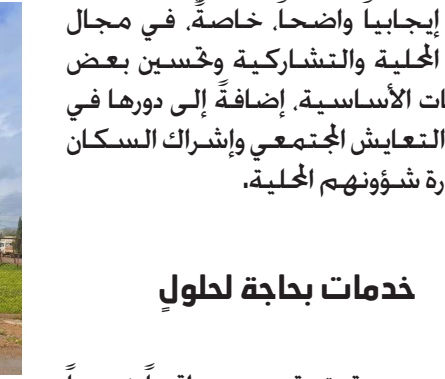 إيجابياً واضحاً، خاصةً، في مجال
المحلية والتشاركية وتحسين بعض
ات الأساسية، إضافةً إلى دورها في
التعايش المجتمعي وإشراك السكان
رة شؤونهم المحلية.
خدمات بحاجة لحلولٍ